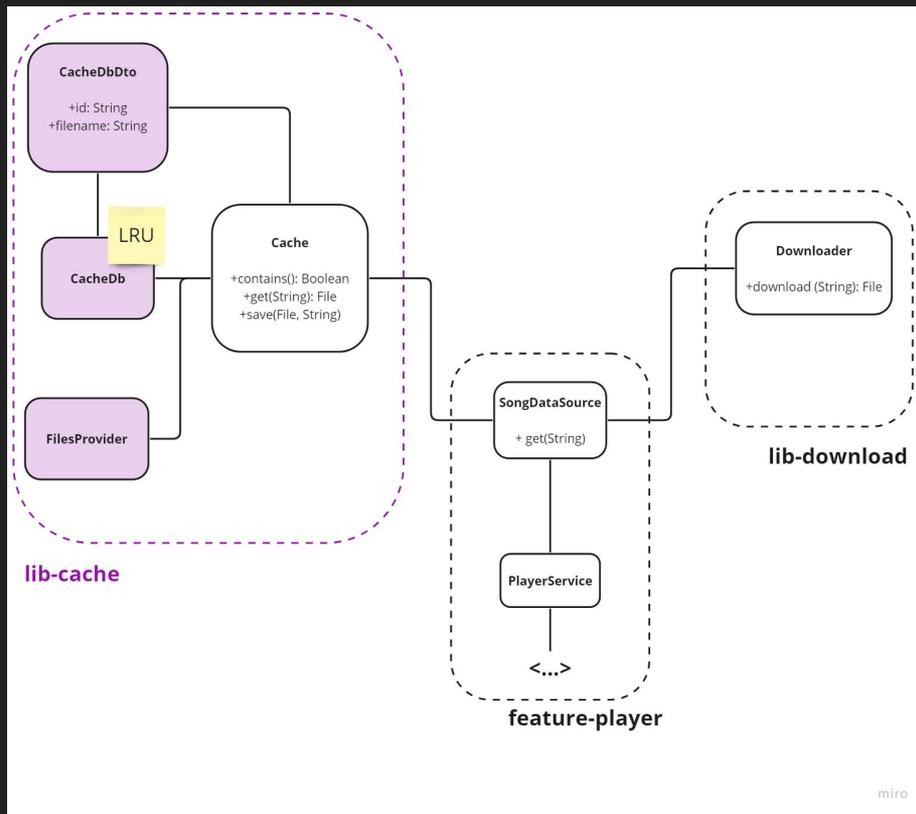 CacheDbDto
+id: String
+filename: String
LRU
CacheDb
Cache
+contains(): Boolean
+get(String): File
+save(File, String)
FilesProvider
lib-cache
SongDataSource
+ get(String)
PlayerService
<...>
feature-player
Downloader
+download (String): File
lib-download
miro